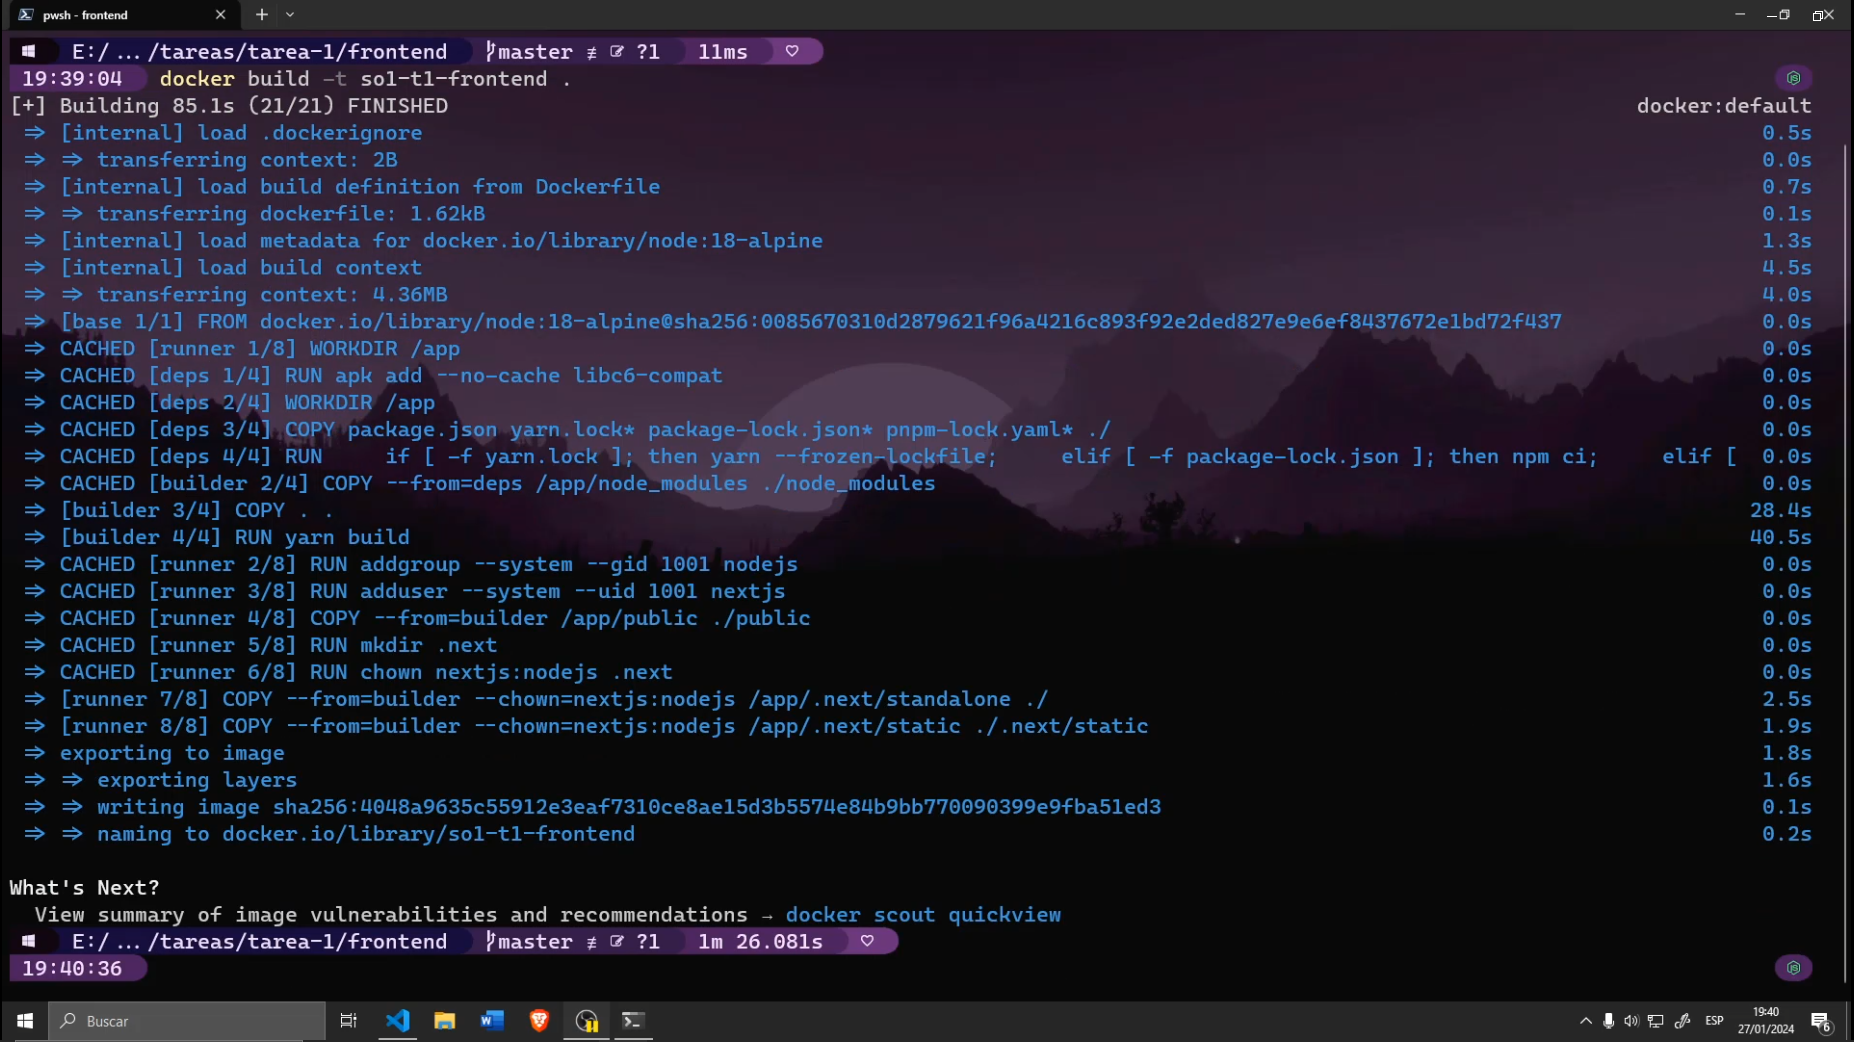 pwsh - frontend
E:/ ... /tareas/tarea-1/frontend master ≢ ?1 11ms ♡
19:39:04 docker build -t so1-t1-frontend .
[+] Building 85.1s (21/21) FINISHED docker:default
=> [internal] load .dockerignore 0.5s
=> => transferring context: 2B 0.0s
=> [internal] load build definition from Dockerfile 0.7s
=> => transferring dockerfile: 1.62kB 0.1s
=> [internal] load metadata for docker.io/library/node:18-alpine 1.3s
=> [internal] load build context 4.5s
=> => transferring context: 4.36MB 4.0s
=> [base 1/1] FROM docker.io/library/node:18-alpine@sha256:0085670310d2879621f96a4216c893f92e2ded827e9e6ef8437672e1bd72f437 0.0s
=> CACHED [runner 1/8] WORKDIR /app 0.0s
=> CACHED [deps 1/4] RUN apk add --no-cache libc6-compat 0.0s
=> CACHED [deps 2/4] WORKDIR /app 0.0s
=> CACHED [deps 3/4] COPY package.json yarn.lock* package-lock.json* pnpm-lock.yaml* ./ 0.0s
=> CACHED [deps 4/4] RUN if [ -f yarn.lock ]; then yarn --frozen-lockfile; elif [ -f package-lock.json ]; then npm ci; elif [ 0.0s
=> CACHED [builder 2/4] COPY --from=deps /app/node_modules ./node_modules 0.0s
=> [builder 3/4] COPY . . 28.4s
=> [builder 4/4] RUN yarn build 40.5s
=> CACHED [runner 2/8] RUN addgroup --system --gid 1001 nodejs 0.0s
=> CACHED [runner 3/8] RUN adduser --system --uid 1001 nextjs 0.0s
=> CACHED [runner 4/8] COPY --from=builder /app/public ./public 0.0s
=> CACHED [runner 5/8] RUN mkdir .next 0.0s
=> CACHED [runner 6/8] RUN chown nextjs:nodejs .next 0.0s
=> [runner 7/8] COPY --from=builder --chown=nextjs:nodejs /app/.next/standalone ./ 2.5s
=> [runner 8/8] COPY --from=builder --chown=nextjs:nodejs /app/.next/static ./.next/static 1.9s
=> exporting to image 1.8s
=> => exporting layers 1.6s
=> => writing image sha256:4048a9635c55912e3eaf7310ce8ae15d3b5574e84b9bb770090399e9fba51ed3 0.1s
=> => naming to docker.io/library/so1-t1-frontend 0.2s
What's Next?
View summary of image vulnerabilities and recommendations → docker scout quickview
E:/ ... /tareas/tarea-1/frontend master ≢ ?1 1m 26.081s ♡
19:40:36
Buscar
ESP
19:40
27/01/2024
6